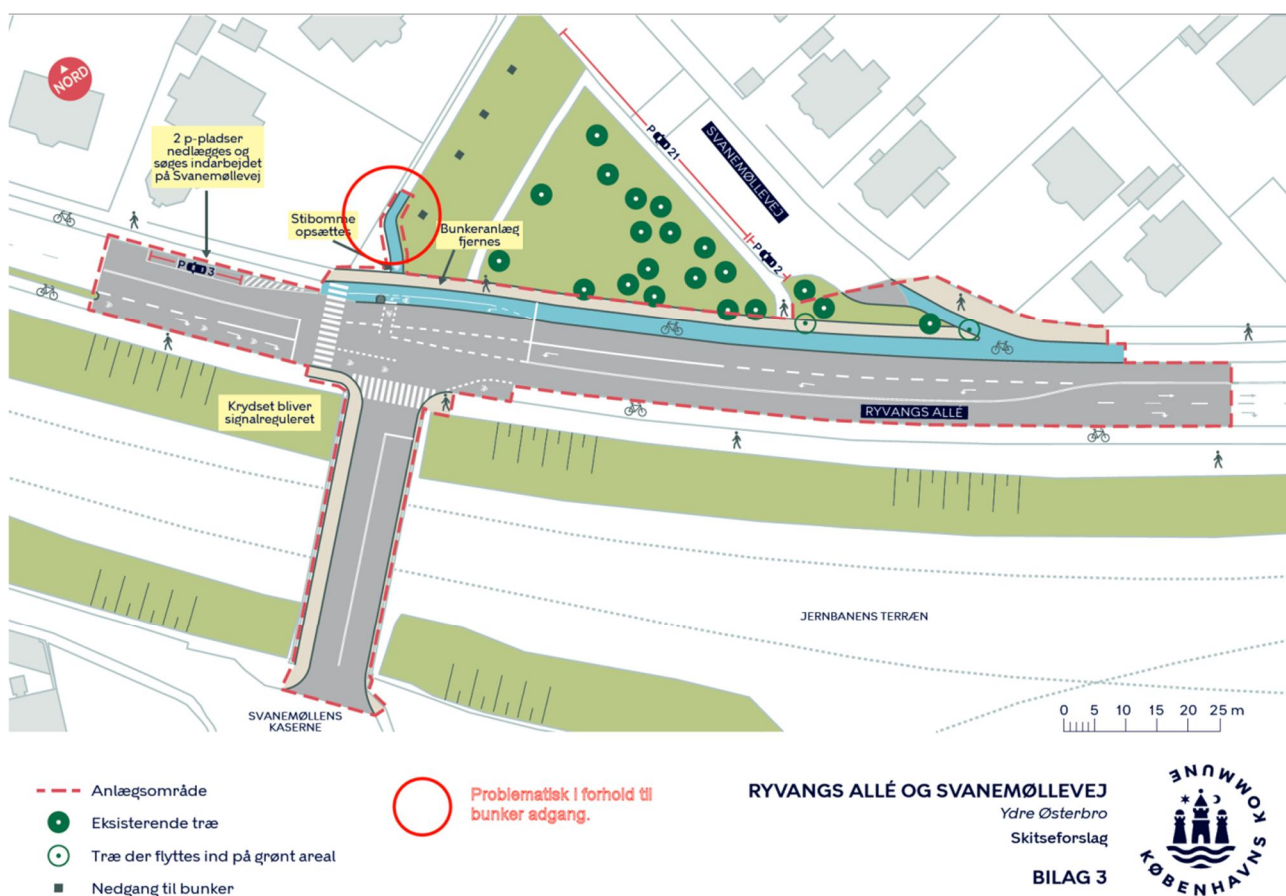 NORD
2 p-pladser
nedlægges og
søges indarbejdet
på Svanemøllevej
P 3
Stibomme
opsættes
Bunkeranlæg
fjernes
P 21
SVANEMØLLEVEJ
P 2
Krydset bliver
signalreguleret
RYVANGS ALLÉ
JERNBANENS TERRÆN
SVANEMØLLENS
KASERNE
0 5 10 15 20 25 m
Anlægsområde
Eksisterende træ
Træ der flyttes ind på grønt areal
Nedgang til bunker
Problematisk i forhold til
bunker adgang.
RYVANGS ALLÉ OG SVANEMØLLEVEJ
Ydre Østerbro
Skitseforslag
BILAG 3
KØBENHAVNS KOMMUNE